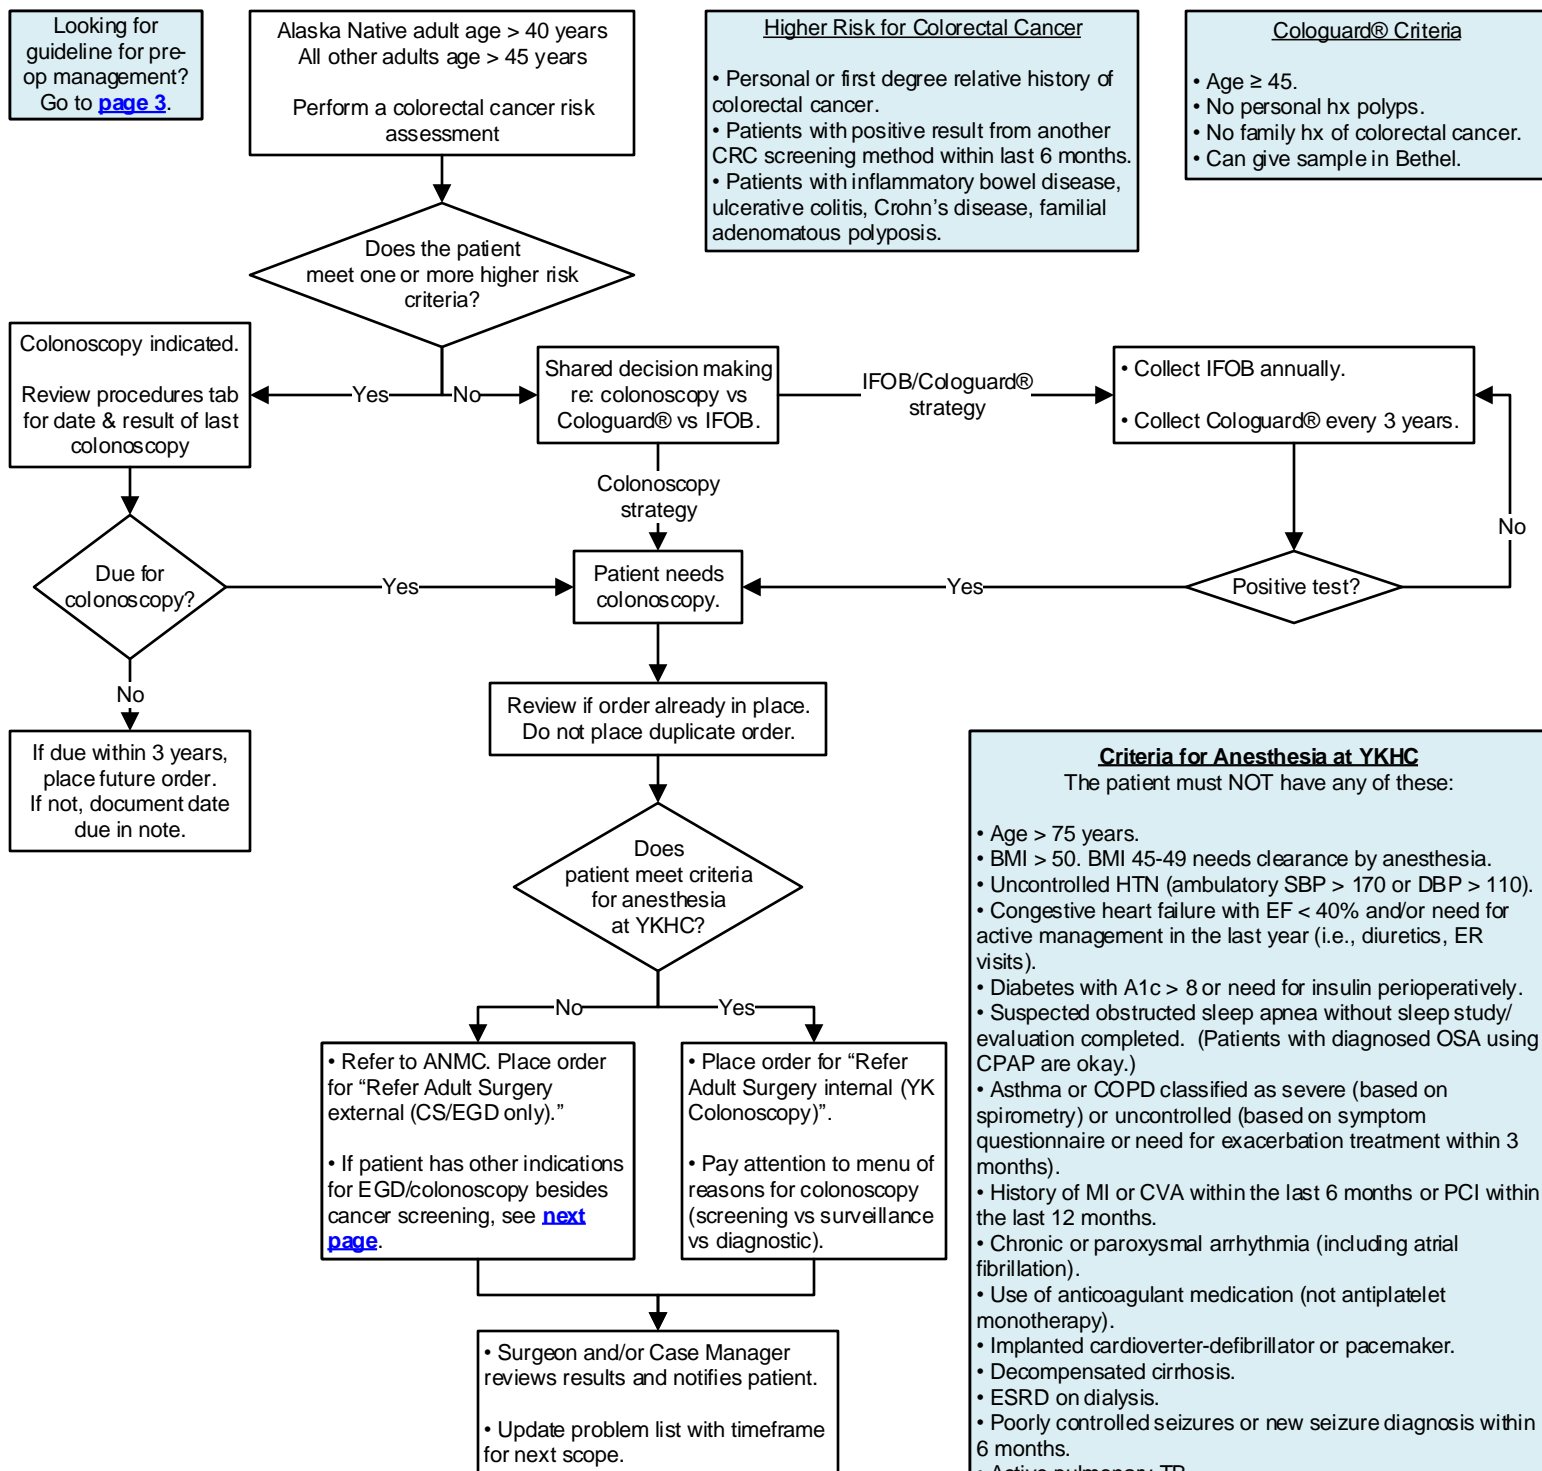 Looking for
guideline for pre-
op management?
Go to page 3.
Alaska Native adult age > 40 years
All other adults age > 45 years
Perform a colorectal cancer risk
assessment
Higher Risk for Colorectal Cancer
• Personal or first degree relative history of
colorectal cancer.
• Patients with positive result from another
CRC screening method within last 6 months.
• Patients with inflammatory bowel disease,
ulcerative colitis, Crohn's disease, familial
adenomatous polyposis.
Cologuard® Criteria
• Age ≥ 45.
• No personal hx polyps.
• No family hx of colorectal cancer.
• Can give sample in Bethel.
Does the patient
meet one or more higher risk
criteria?
Yes
No
Colonoscopy indicated.
Review procedures tab
for date & result of last
colonoscopy
Shared decision making
re: colonoscopy vs
Cologuard® vs IFOB.
IFOB/Cologuard®
strategy
• Collect IFOB annually.
• Collect Cologuard® every 3 years.
Colonoscopy
strategy
No
Due for
colonoscopy?
Yes
Patient needs
colonoscopy.
Yes
Positive test?
No
If due within 3 years,
place future order.
If not, document date
due in note.
Review if order already in place.
Do not place duplicate order.
Does
patient meet criteria
for anesthesia
at YKHC?
No
Yes
• Refer to ANMC. Place order
for “Refer Adult Surgery
external (CS/EGD only).”
• If patient has other indications
for EGD/colonoscopy besides
cancer screening, see next
page.
• Place order for “Refer
Adult Surgery internal (YK
Colonoscopy)”.
• Pay attention to menu of
reasons for colonoscopy
(screening vs surveillance
vs diagnostic).
• Surgeon and/or Case Manager
reviews results and notifies patient.
• Update problem list with timeframe
for next scope.
Criteria for Anesthesia at YKHC
The patient must NOT have any of these:
• Age > 75 years.
• BMI > 50. BMI 45-49 needs clearance by anesthesia.
• Uncontrolled HTN (ambulatory SBP > 170 or DBP > 110).
• Congestive heart failure with EF < 40% and/or need for
active management in the last year (i.e., diuretics, ER
visits).
• Diabetes with A1c > 8 or need for insulin perioperatively.
• Suspected obstructed sleep apnea without sleep study/
evaluation completed. (Patients with diagnosed OSA using
CPAP are okay.)
• Asthma or COPD classified as severe (based on
spirometry) or uncontrolled (based on symptom
questionnaire or need for exacerbation treatment within 3
months).
• History of MI or CVA within the last 6 months or PCI within
the last 12 months.
• Chronic or paroxysmal arrhythmia (including atrial
fibrillation).
• Use of anticoagulant medication (not antiplatelet
monotherapy).
• Implanted cardioverter-defibrillator or pacemaker.
• Decompensated cirrhosis.
• ESRD on dialysis.
• Poorly controlled seizures or new seizure diagnosis within
6 months.
• Active pulmonary TB.